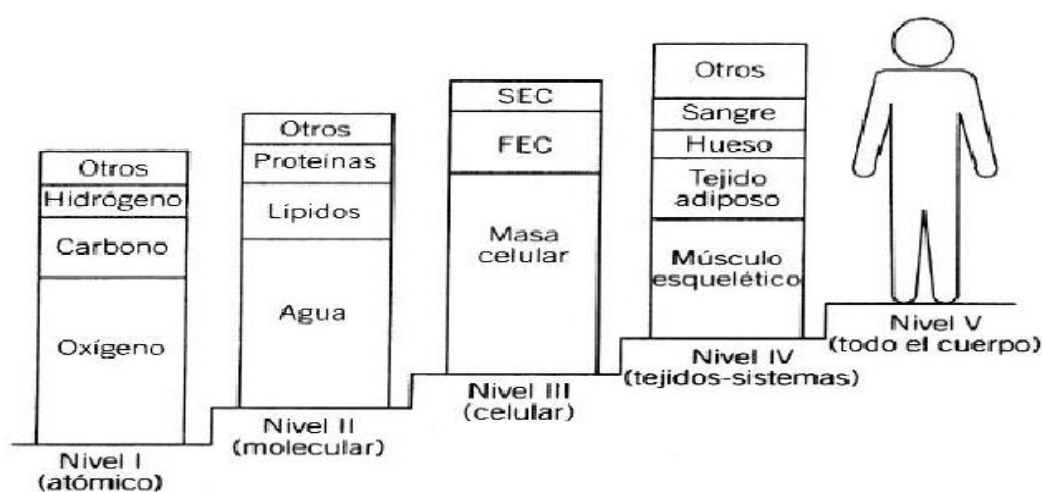 Otros
Hidrógeno
Carbono
Oxígeno
Nivel I
(atómico)
Otros
Proteínas
Lípidos
Agua
Nivel II
(molecular)
SEC
FEC
Masa
celular
Nivel III
(celular)
Otros
Sangre
Hueso
Tejido
adiposo
Músculo
esquelético
Nivel IV
(tejidos-sistemas)
Nivel V
(todo el cuerpo)